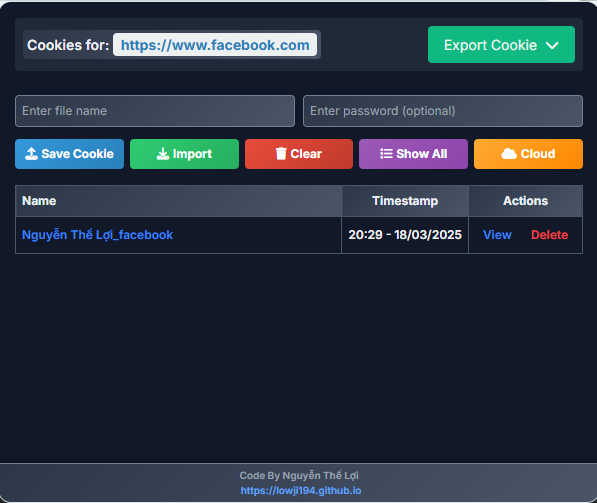 Cookies for: https://www.facebook.com
Export Cookie
Enter file name
Enter password (optional)
Save Cookie
Import
Clear
Show All
Cloud
Name Timestamp Actions
Nguyễn Thế Lợi_facebook 20:29 - 18/03/2025 View Delete
Code By Nguyễn Thế Lợi
https://lowji194.github.io